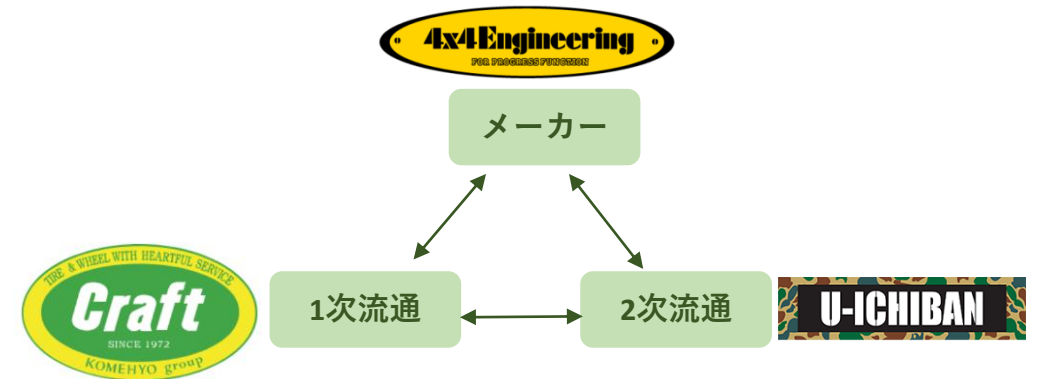 4x4Engineering
FOR PROGRESS FUNCTION
メーカー
TIRE & WHEEL WITH HEARTFUL SERVICE
Craft
SINCE 1972
KOMEHYO group
1次流通
2次流通
U-ICHIBAN